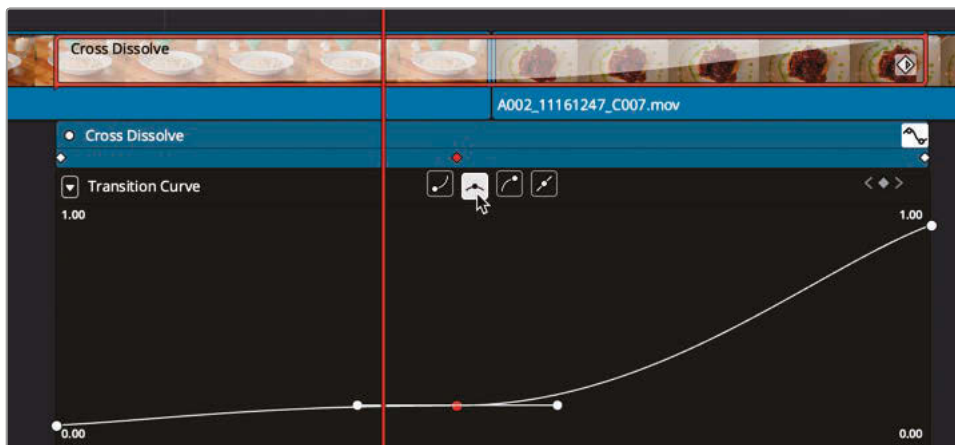 Cross Dissolve
A002_11161247_C007.mov
Cross Dissolve
Transition Curve
1.00 1.00
0.00 0.00